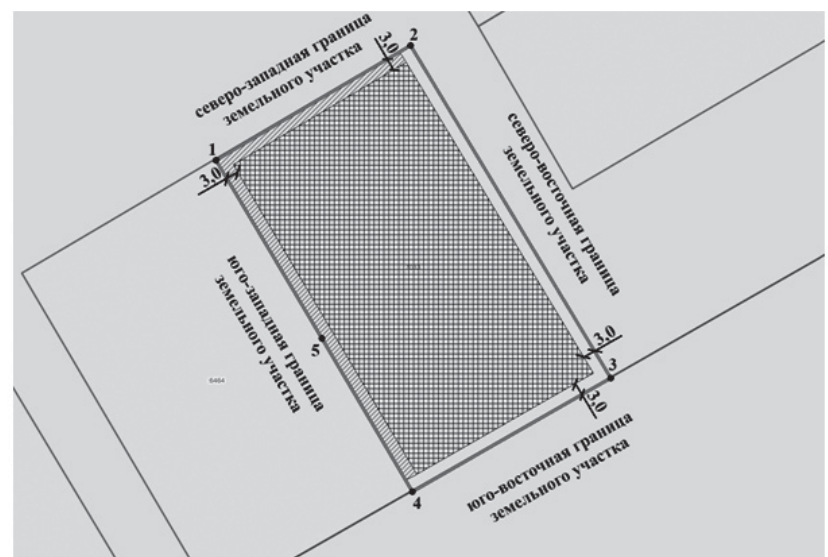 северо-западная граница
земельного участка
2
3,0
1
3,0
северо-восточная граница
земельного участка
юго-западная граница
земельного участка
5
6464
3,0
3
3,0
юго-восточная граница
земельного участка
4